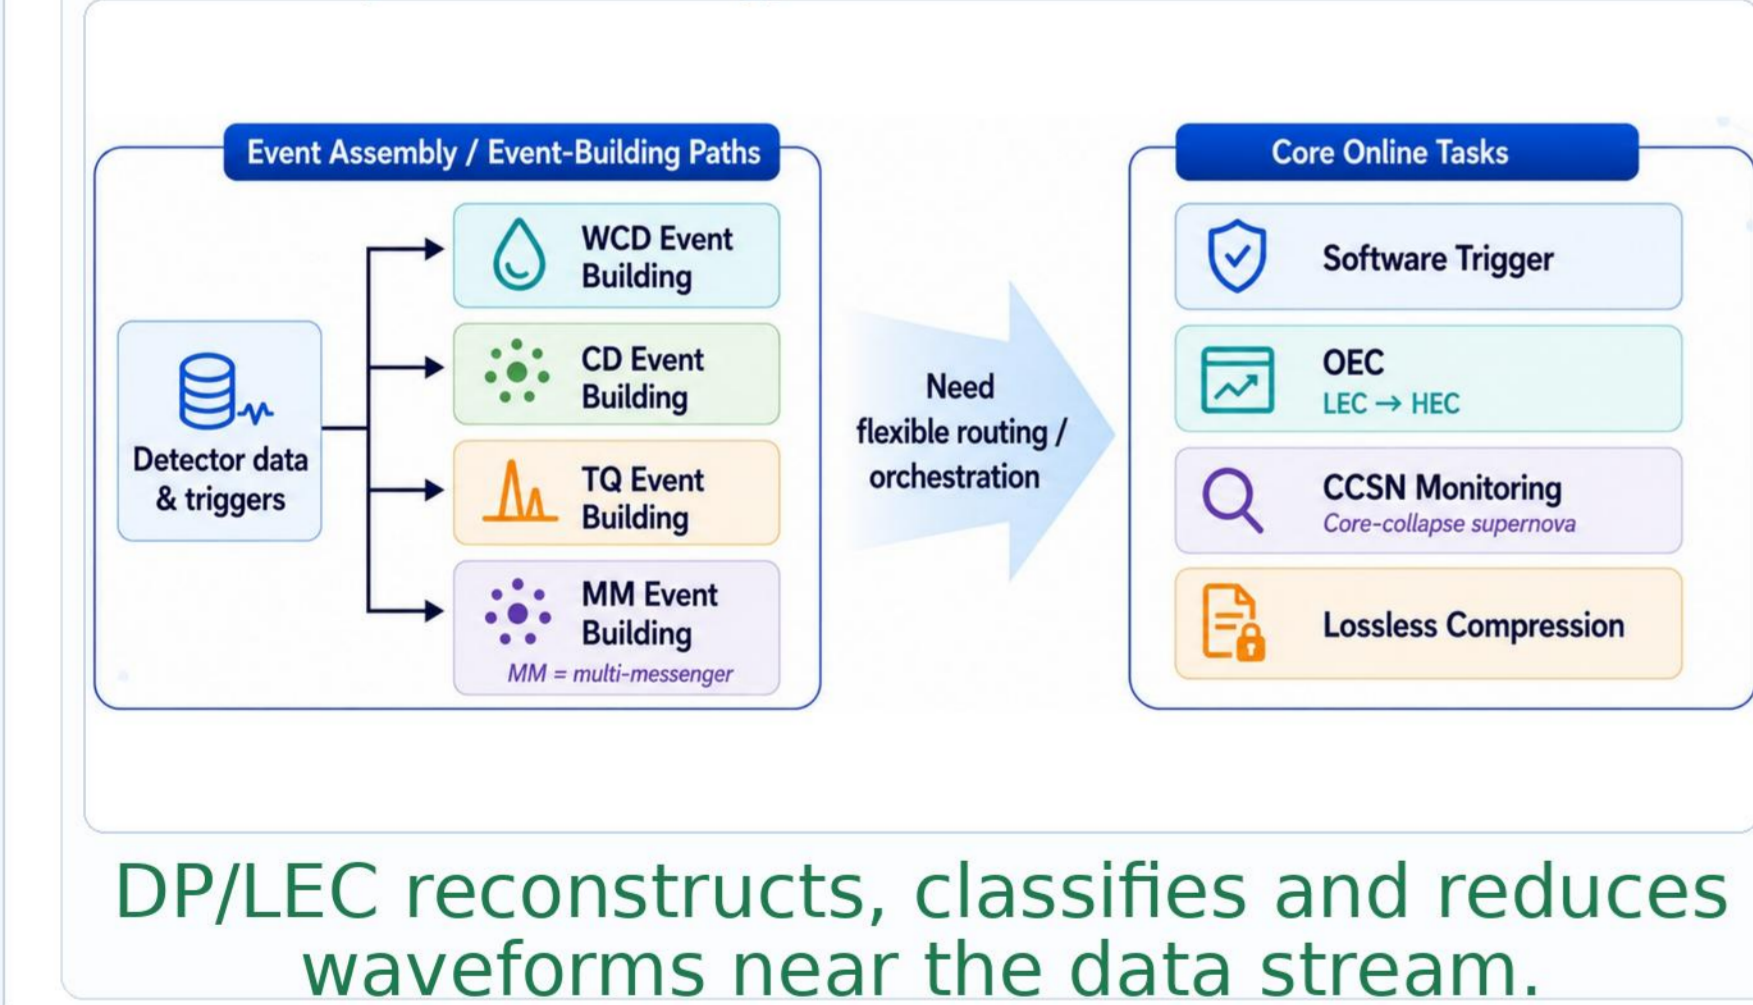 Event Assembly / Event-Building Paths
Detector data
& triggers
WCD Event
Building
CD Event
Building
TQ Event
Building
MM Event
Building
MM = multi-messenger
Need
flexible routing /
orchestration
Core Online Tasks
Software Trigger
OEC
LEC → HEC
CCSN Monitoring
Core-collapse supernova
Lossless Compression
DP/LEC reconstructs, classifies and reduces
waveforms near the data stream.